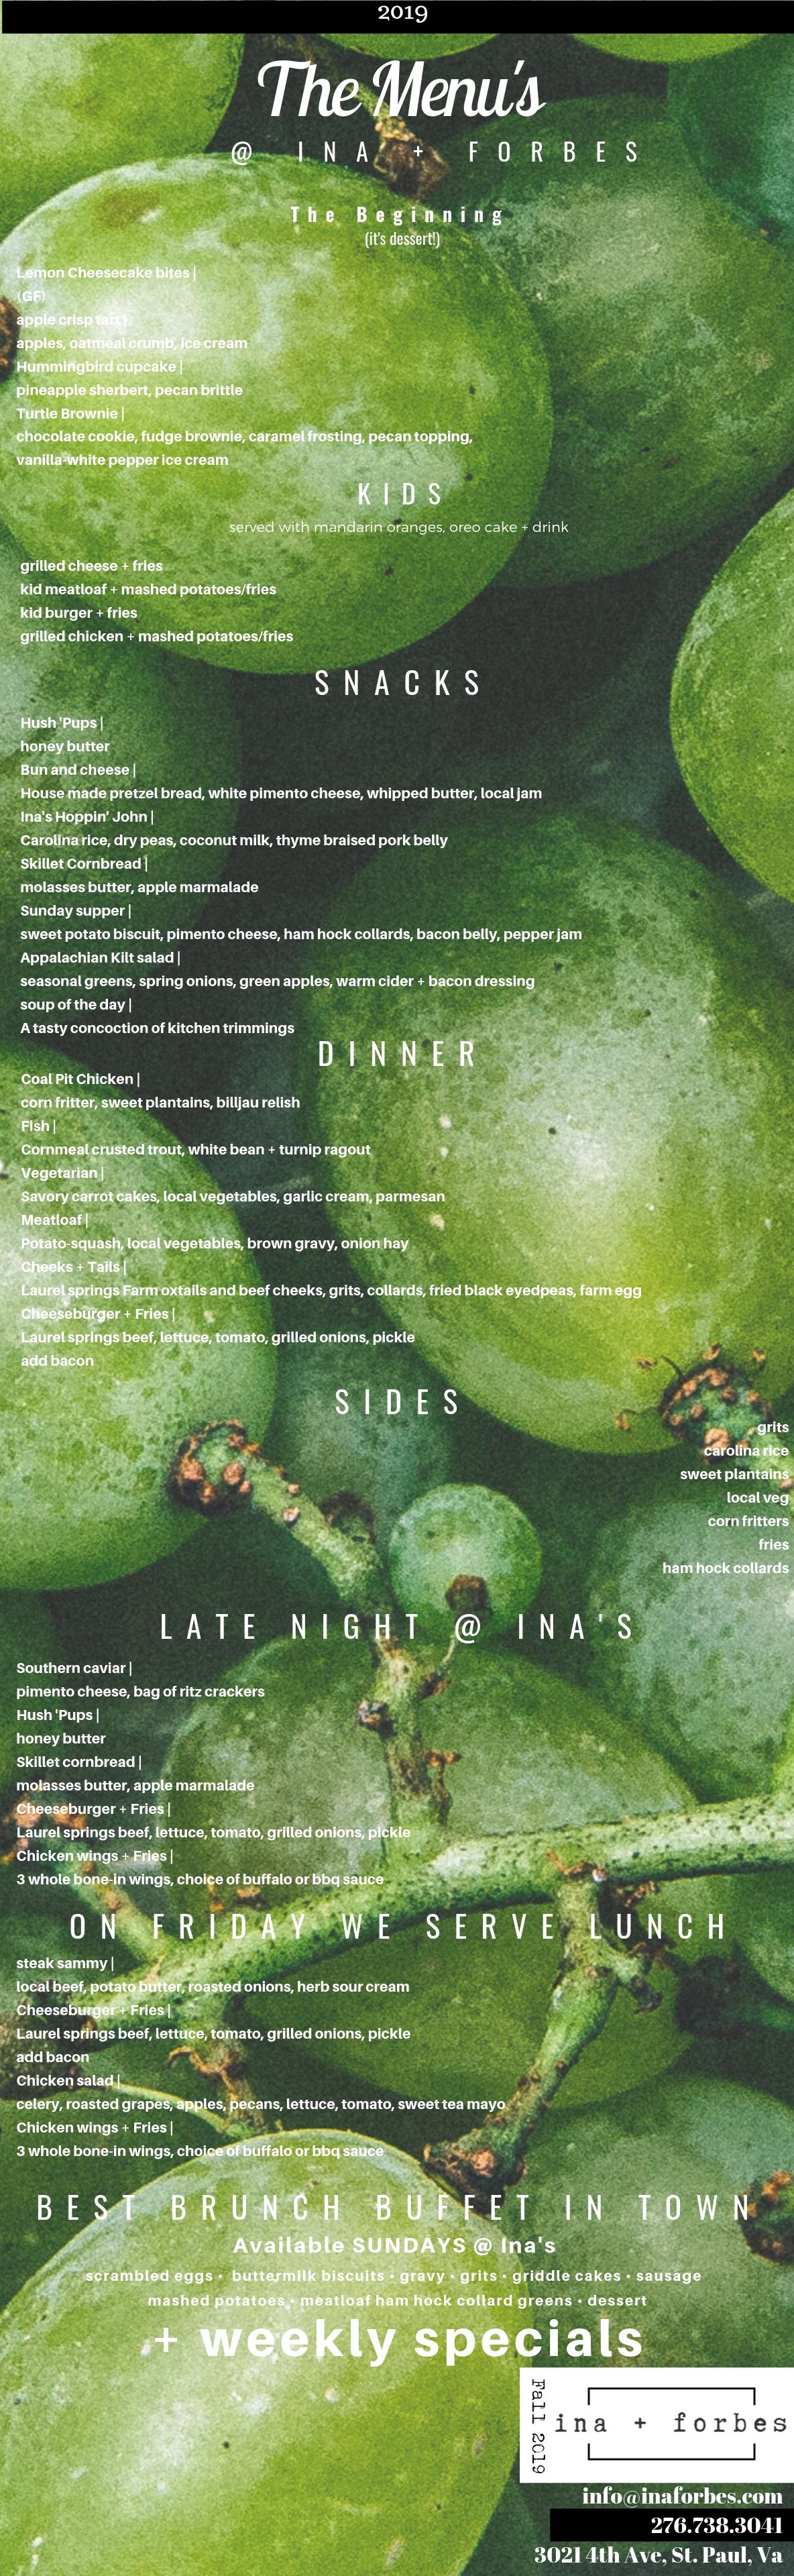 2019
The Menu's
@ INA + FORBES
The Beginning
(it's dessert!)
Lemon Cheesecake bites |
(GF)
apple crisp tart |
apples, oatmeal crumb, ice cream
Hummingbird cupcake |
pineapple sherbert, pecan brittle
Turtle Brownie |
chocolate cookie, fudge brownie, caramel frosting, pecan topping,
vanilla-white pepper ice cream
KIDS
served with mandarin oranges, oreo cake + drink
grilled cheese + fries
kid meatloaf + mashed potatoes/fries
kid burger + fries
grilled chicken + mashed potatoes/fries
SNACKS
Hush 'Pups |
honey butter
Bun and cheese |
House made pretzel bread, white pimento cheese, whipped butter, local jam
Ina's Hoppin' John |
Carolina rice, dry peas, coconut milk, thyme braised pork belly
Skillet Cornbread |
molasses butter, apple marmalade
Sunday supper |
sweet potato biscuit, pimento cheese, ham hock collards, bacon belly, pepper jam
Appalachian Kilt salad |
seasonal greens, spring onions, green apples, warm cider + bacon dressing
soup of the day |
A tasty concoction of kitchen trimmings
DINNER
Coal Pit Chicken |
corn fritter, sweet plantains, billjau relish
Fish |
Cornmeal crusted trout, white bean + turnip ragout
Vegetarian |
Savory carrot cakes, local vegetables, garlic cream, parmesan
Meatloaf |
Potato-squash, local vegetables, brown gravy, onion hay
Cheeks + Tails |
Laurel springs Farm oxtails and beef cheeks, grits, collards, fried black eyedpeas, farm egg
Cheeseburger + Fries |
Laurel springs beef, lettuce, tomato, grilled onions, pickle
add bacon
SIDES
grits
carolina rice
sweet plantains
local veg
corn fritters
fries
ham hock collards
LATE NIGHT @ INA'S
Southern caviar |
pimento cheese, bag of ritz crackers
Hush 'Pups |
honey butter
Skillet cornbread |
molasses butter, apple marmalade
Cheeseburger + Fries |
Laurel springs beef, lettuce, tomato, grilled onions, pickle
Chicken wings + Fries |
3 whole bone-in wings, choice of buffalo or bbq sauce
ON FRIDAY WE SERVE LUNCH
steak sammy |
local beef, potato butter, roasted onions, herb sour cream
Cheeseburger + Fries |
Laurel springs beef, lettuce, tomato, grilled onions, pickle
add bacon
Chicken salad |
celery, roasted grapes, apples, pecans, lettuce, tomato, sweet tea mayo
Chicken wings + Fries |
3 whole bone-in wings, choice of buffalo or bbq sauce
BEST BRUNCH BUFFET IN TOWN
Available SUNDAYS @ Ina's
scrambled eggs • buttermilk biscuits • gravy • grits • griddle cakes • sausage
mashed potatoes • meatloaf ham hock collard greens • dessert
+ weekly specials
Fall 2019
ina + forbes
info@inaforbes.com
276.738.3041
3021 4th Ave, St. Paul, Va